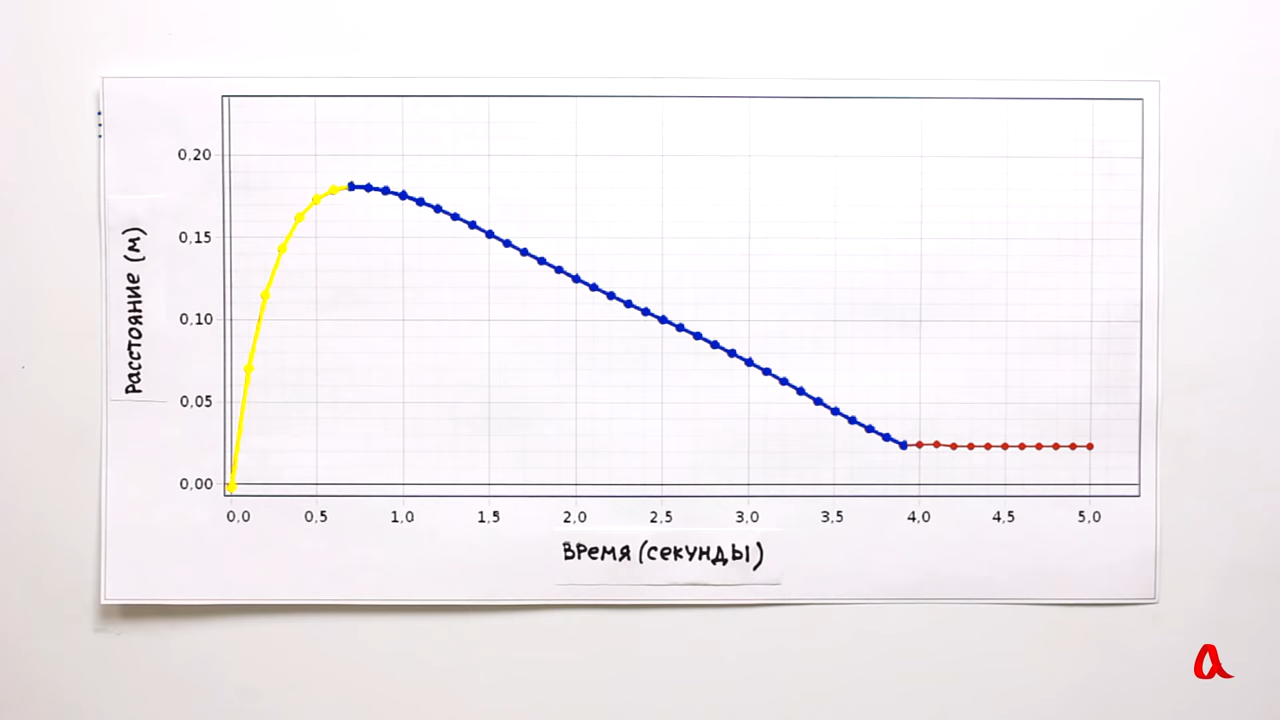 0,20
0,15
0,10
0,05
0,00
Расстояние (м)
0,0 0,5 1,0 1,5 2,0 2,5 3,0 3,5 4,0 4,5 5,0
время (секунды)
a